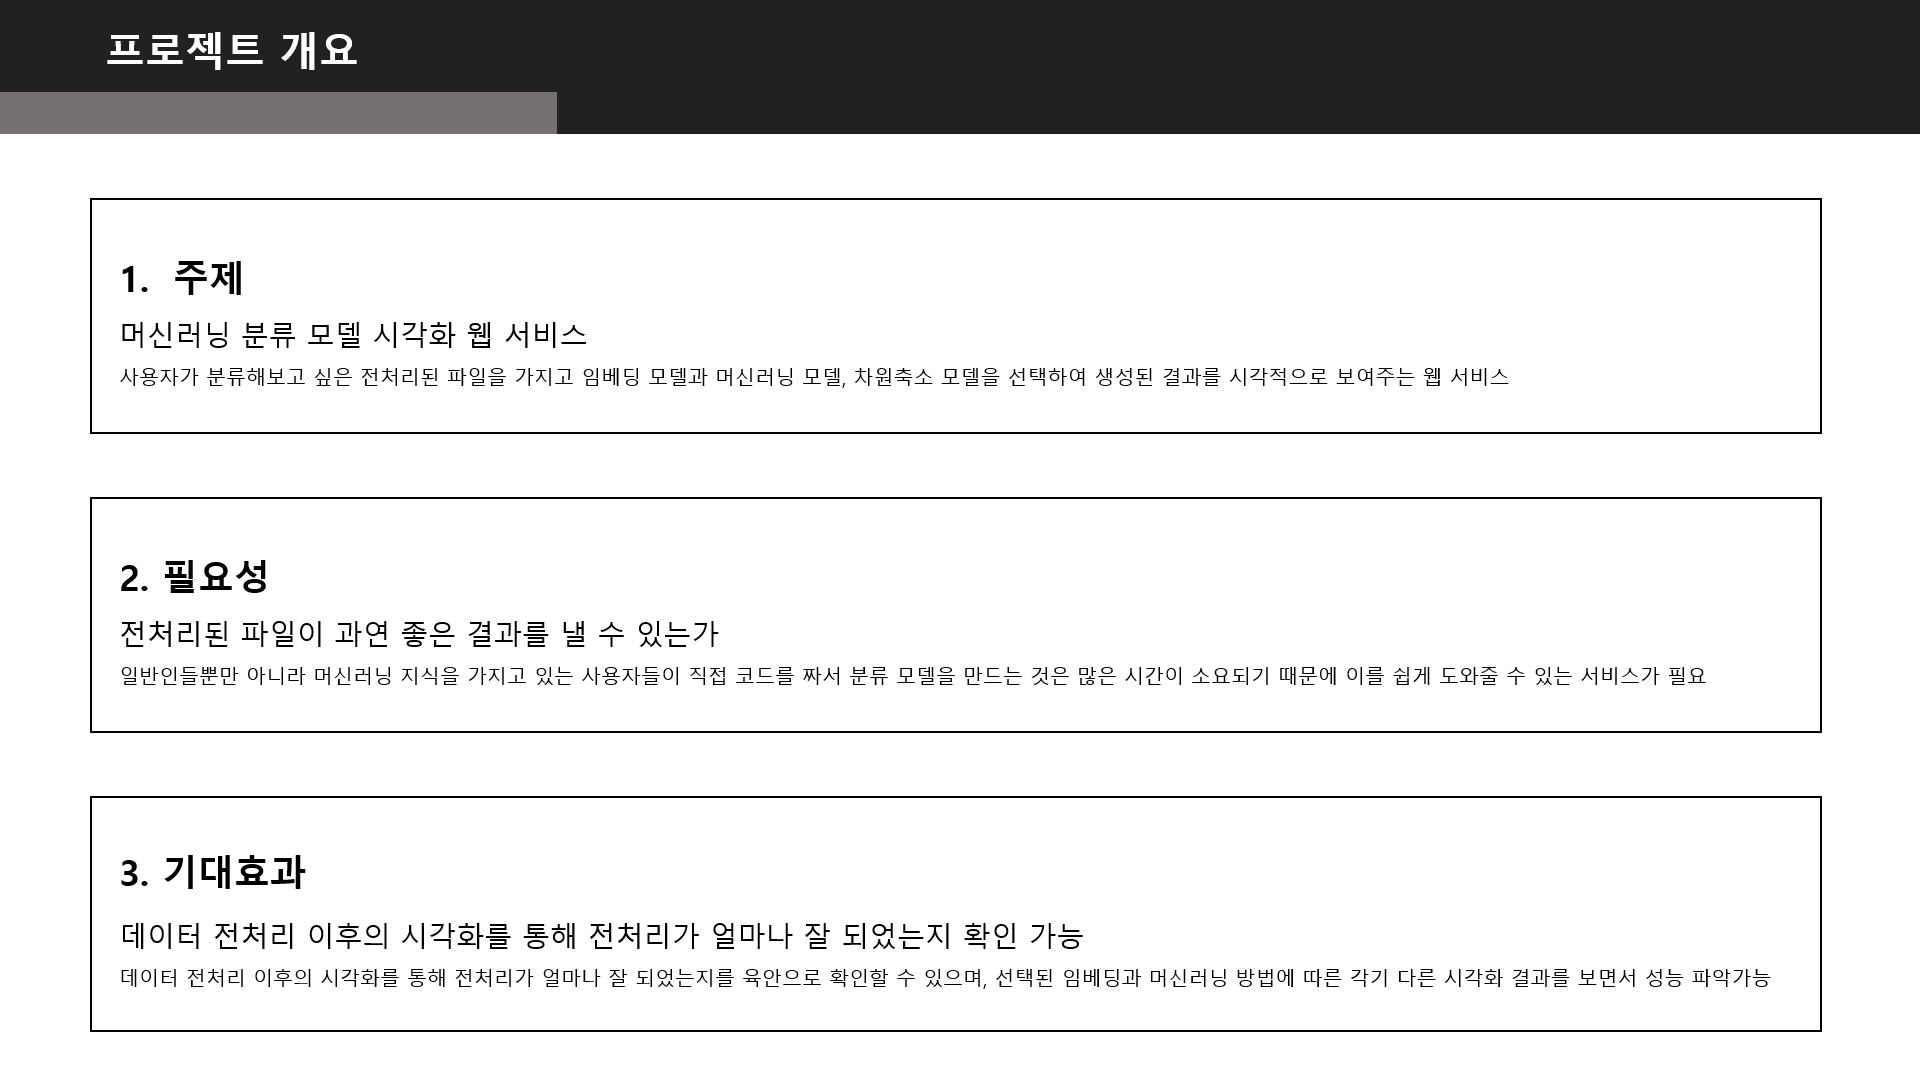 프로젝트 개요
1. 주제
머신러닝 분류 모델 시각화 웹 서비스
사용자가 분류해보고 싶은 전처리된 파일을 가지고 임베딩 모델과 머신러닝 모델, 차원축소 모델을 선택하여 생성된 결과를 시각적으로 보여주는 웹 서비스
2. 필요성
전처리된 파일이 과연 좋은 결과를 낼 수 있는가
일반인들뿐만 아니라 머신러닝 지식을 가지고 있는 사용자들이 직접 코드를 짜서 분류 모델을 만드는 것은 많은 시간이 소요되기 때문에 이를 쉽게 도와줄 수 있는 서비스가 필요
3. 기대효과
데이터 전처리 이후의 시각화를 통해 전처리가 얼마나 잘 되었는지 확인 가능
데이터 전처리 이후의 시각화를 통해 전처리가 얼마나 잘 되었는지를 육안으로 확인할 수 있으며, 선택된 임베딩과 머신러닝 방법에 따른 각기 다른 시각화 결과를 보면서 성능 파악가능